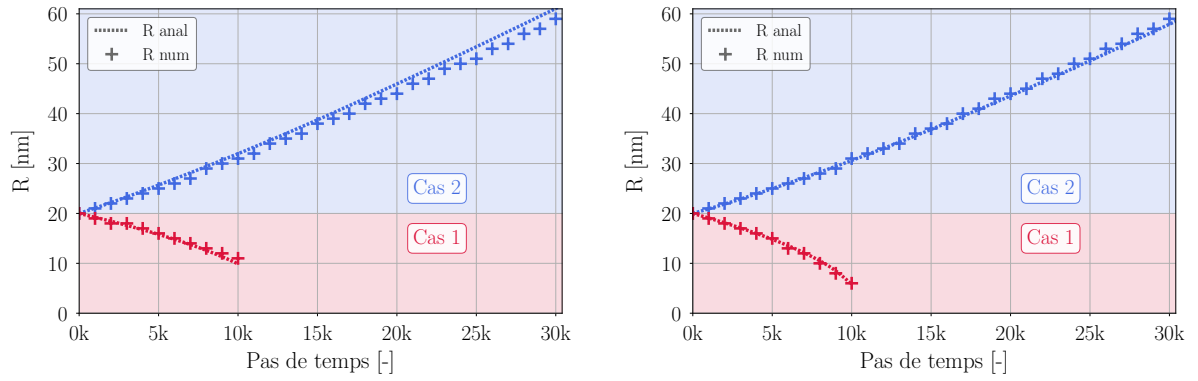 60
50
40
30
20
10
0
R [nm]
R anal
R num
Cas 2
Cas 1
0k 5k 10k 15k 20k 25k 30k
Pas de temps [-]
60
50
40
30
20
10
0
R [nm]
R anal
R num
Cas 2
Cas 1
0k 5k 10k 15k 20k 25k 30k
Pas de temps [-]